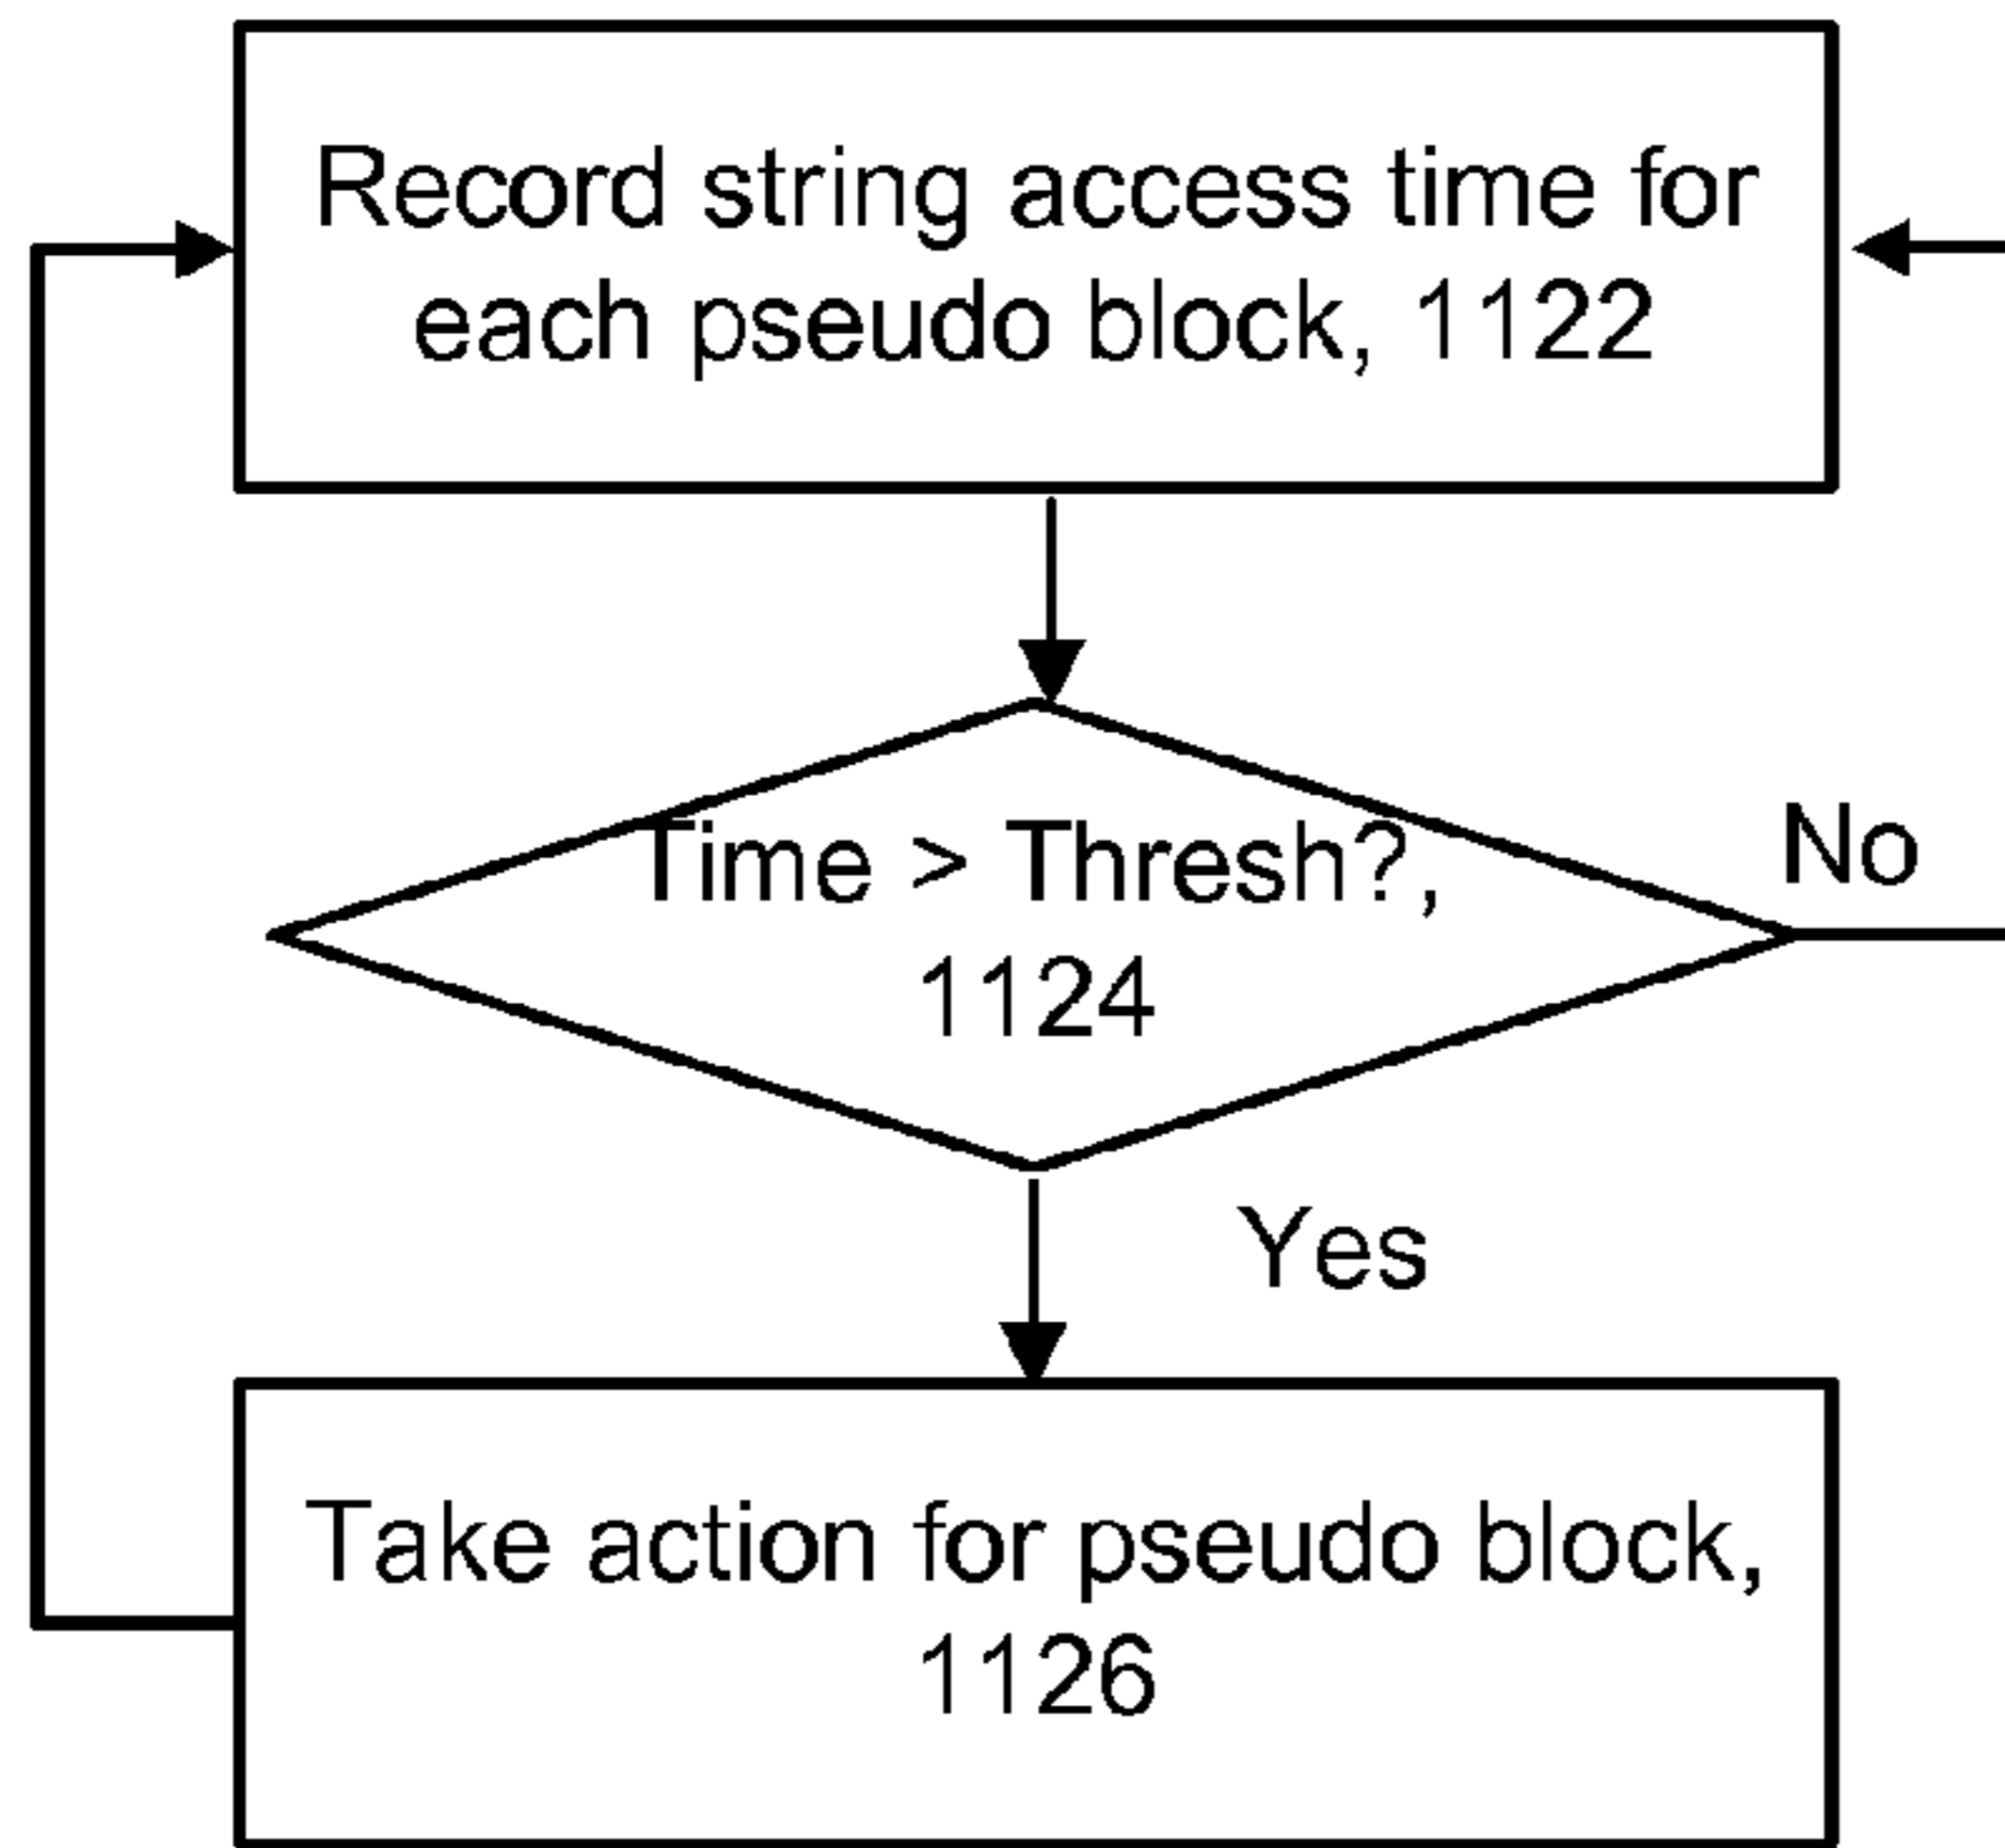 Record string access time for
each pseudo block, 1122
Time > Thresh?,
1124
No
Yes
Take action for pseudo block,
1126